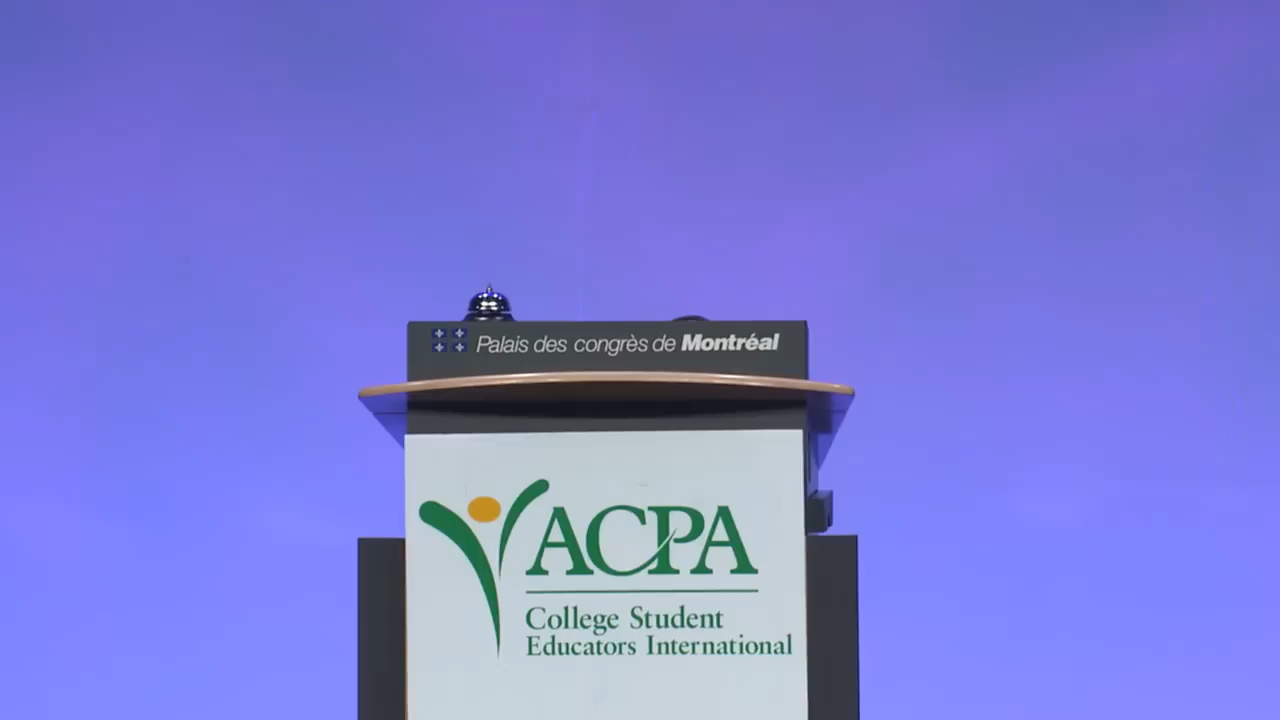 Palais des congrès de Montréal
ACPA
College Student
Educators International